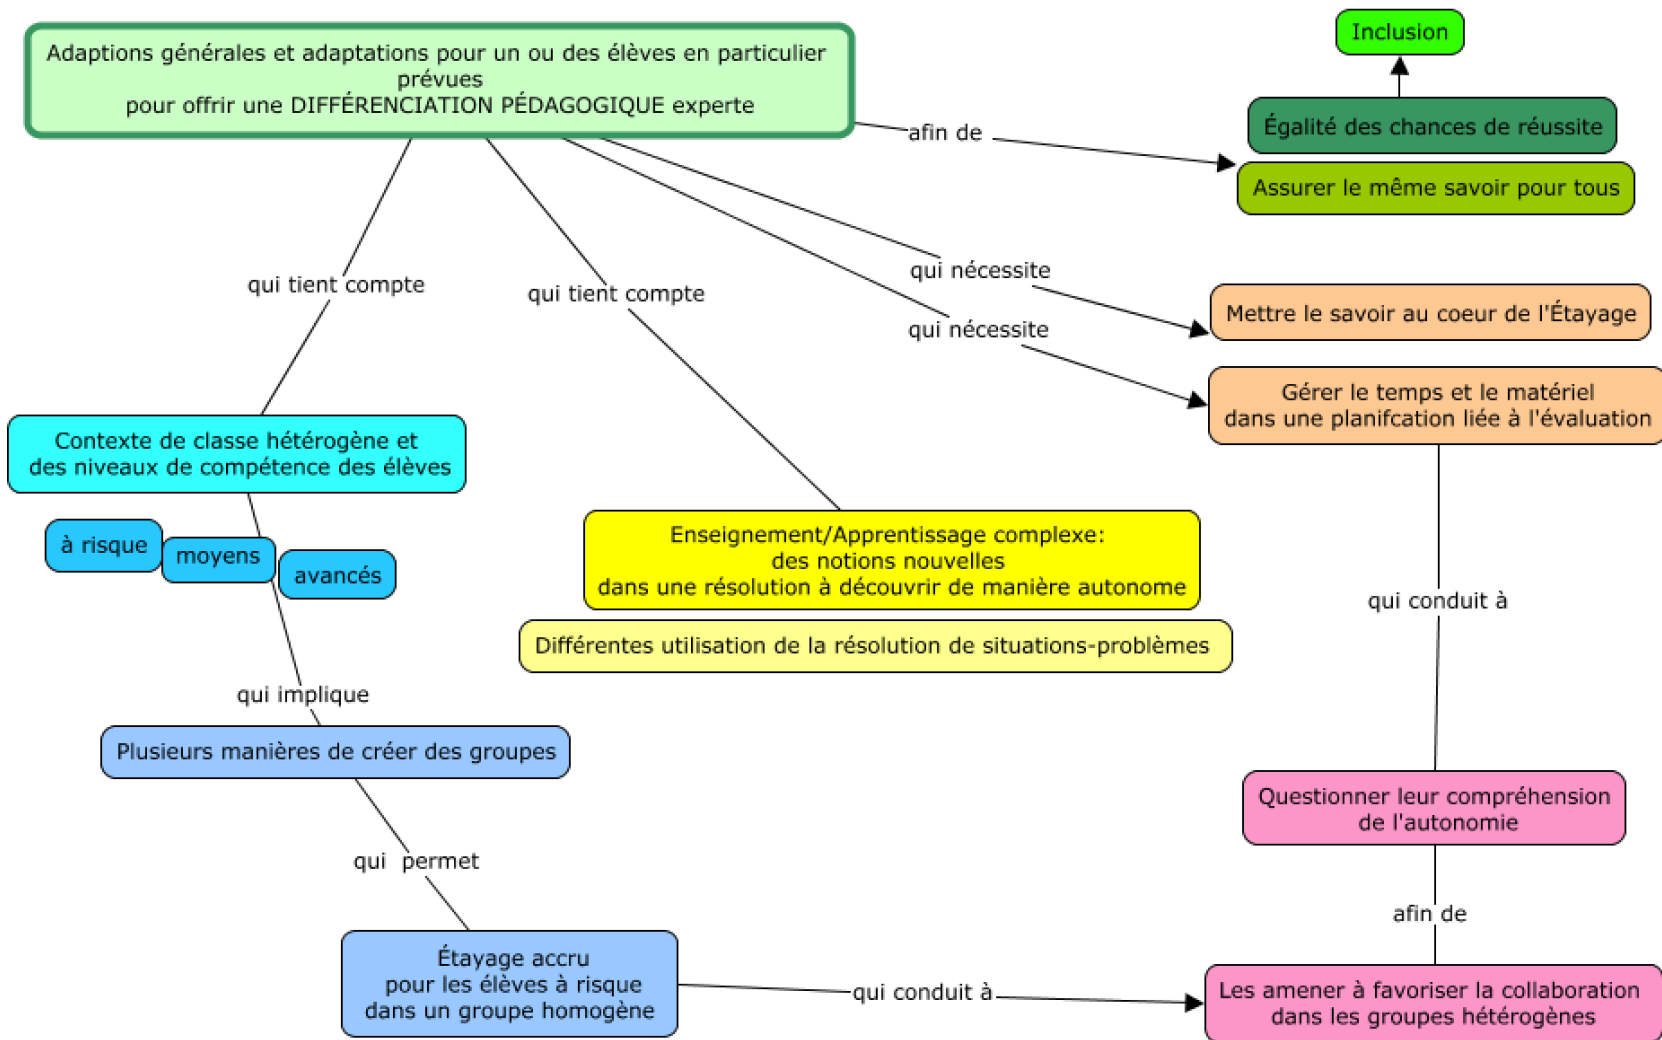 Adaptions générales et adaptations pour un ou des élèves en particulier
prévues
pour offrir une DIFFÉRENCIATION PÉDAGOGIQUE experte
Inclusion
Égalité des chances de réussite
afin de
Assurer le même savoir pour tous
qui tient compte
qui tient compte
qui nécessite
Mettre le savoir au coeur de l'Étayage
qui nécessite
Gérer le temps et le matériel
dans une planifcation liée à l'évaluation
Contexte de classe hétérogène et
des niveaux de compétence des élèves
à risque
moyens
avancés
Enseignement/Apprentissage complexe:
des notions nouvelles
dans une résolution à découvrir de manière autonome
Différentes utilisation de la résolution de situations-problèmes
qui conduit à
qui implique
Plusieurs manières de créer des groupes
Questionner leur compréhension
de l'autonomie
qui permet
afin de
Étayage accru
pour les élèves à risque
dans un groupe homogène
qui conduit à
Les amener à favoriser la collaboration
dans les groupes hétérogènes